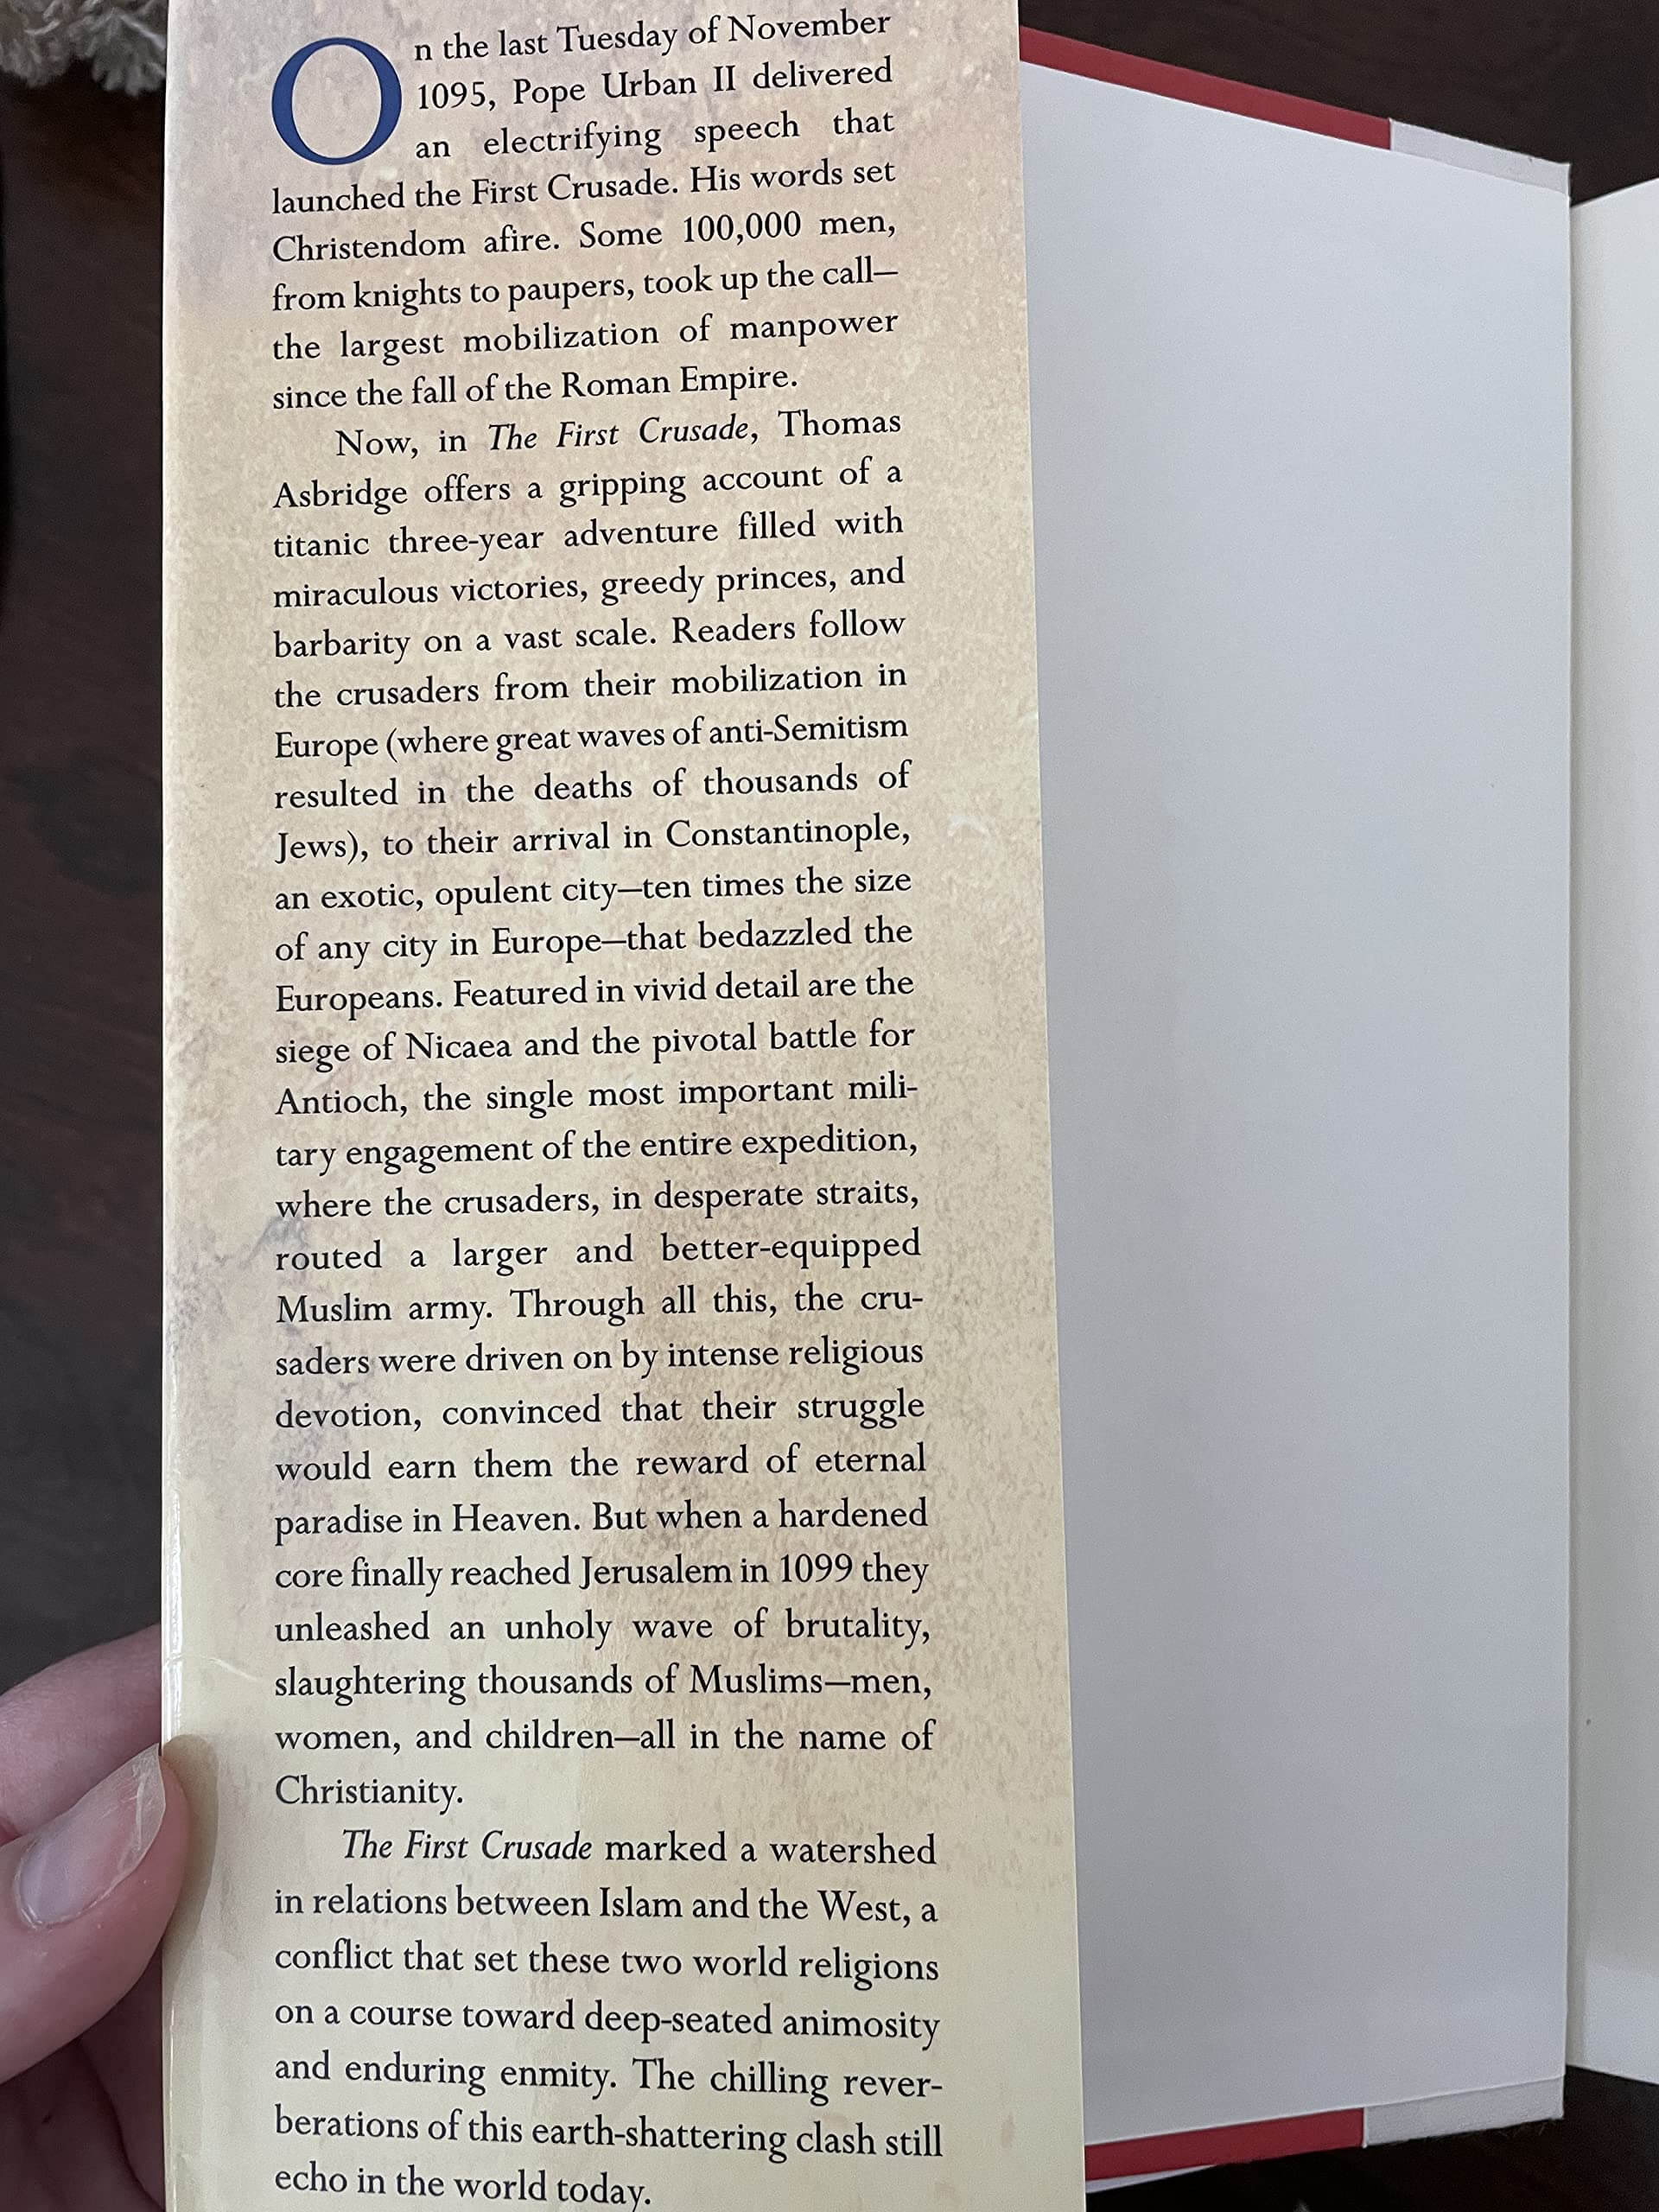 On the last Tuesday of November
1095, Pope Urban II delivered
an electrifying speech that
launched the First Crusade. His words set
Christendom afire. Some 100,000 men,
from knights to paupers, took up the call—
the largest mobilization of manpower
since the fall of the Roman Empire.
Now, in The First Crusade, Thomas
Asbridge offers a gripping account of a
titanic three-year adventure filled with
miraculous victories, greedy princes, and
barbarity on a vast scale. Readers follow
the crusaders from their mobilization in
Europe (where great waves of anti-Semitism
resulted in the deaths of thousands of
Jews), to their arrival in Constantinople,
an exotic, opulent city—ten times the size
of any city in Europe—that bedazzled the
Europeans. Featured in vivid detail are the
siege of Nicaea and the pivotal battle for
Antioch, the single most important mili-
tary engagement of the entire expedition,
where the crusaders, in desperate straits,
routed a larger and better-equipped
Muslim army. Through all this, the cru-
saders were driven on by intense religious
devotion, convinced that their struggle
would earn them the reward of eternal
paradise in Heaven. But when a hardened
core finally reached Jerusalem in 1099 they
unleashed an unholy wave of brutality,
slaughtering thousands of Muslims—men,
women, and children—all in the name of
Christianity.
The First Crusade marked a watershed
in relations between Islam and the West, a
conflict that set these two world religions
on a course toward deep-seated animosity
and enduring enmity. The chilling rever-
berations of this earth-shattering clash still
echo in the world today.